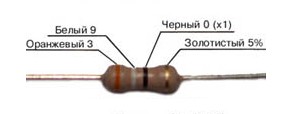 Белый 9
Черный 0 (x1)
Оранжевый 3
Золотистый 5%